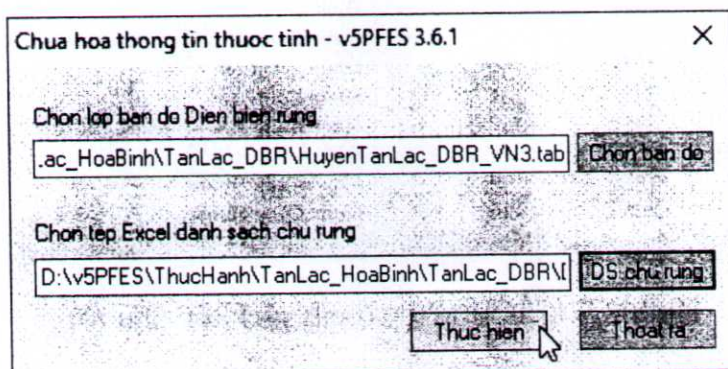 Chua hoa thong tin thuoc tinh - v5PFES 3.6.1
Chon lop ban do Dien bien rung
.ac_HoaBinh\TanLac_DBR\HuyenTanLac_DBR_VN3.tab Chon ban do
Chon tep Excel danh sach chu rung
D:\v5PFES\ThucHanh\TanLac_HoaBinh\TanLac_DBR\ DS chu rung
Thuc hien Thoat ra